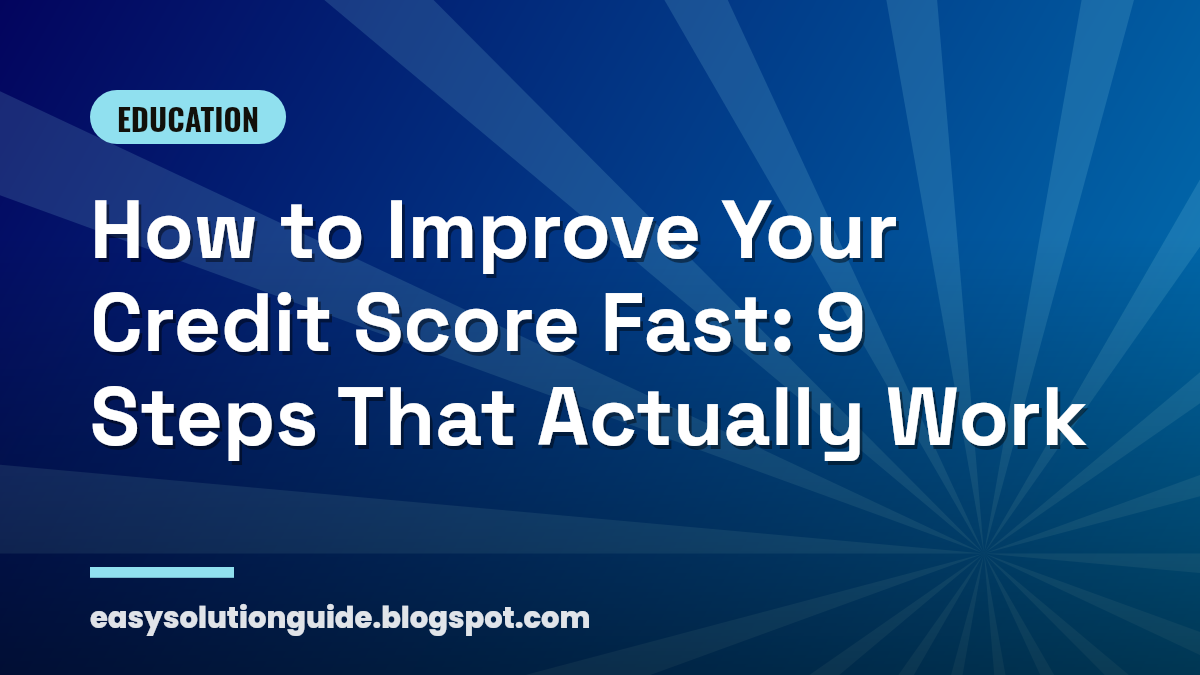 EDUCATION
How to Improve Your
Credit Score Fast: 9
Steps That Actually Work
easysolutionguide.blogspot.com